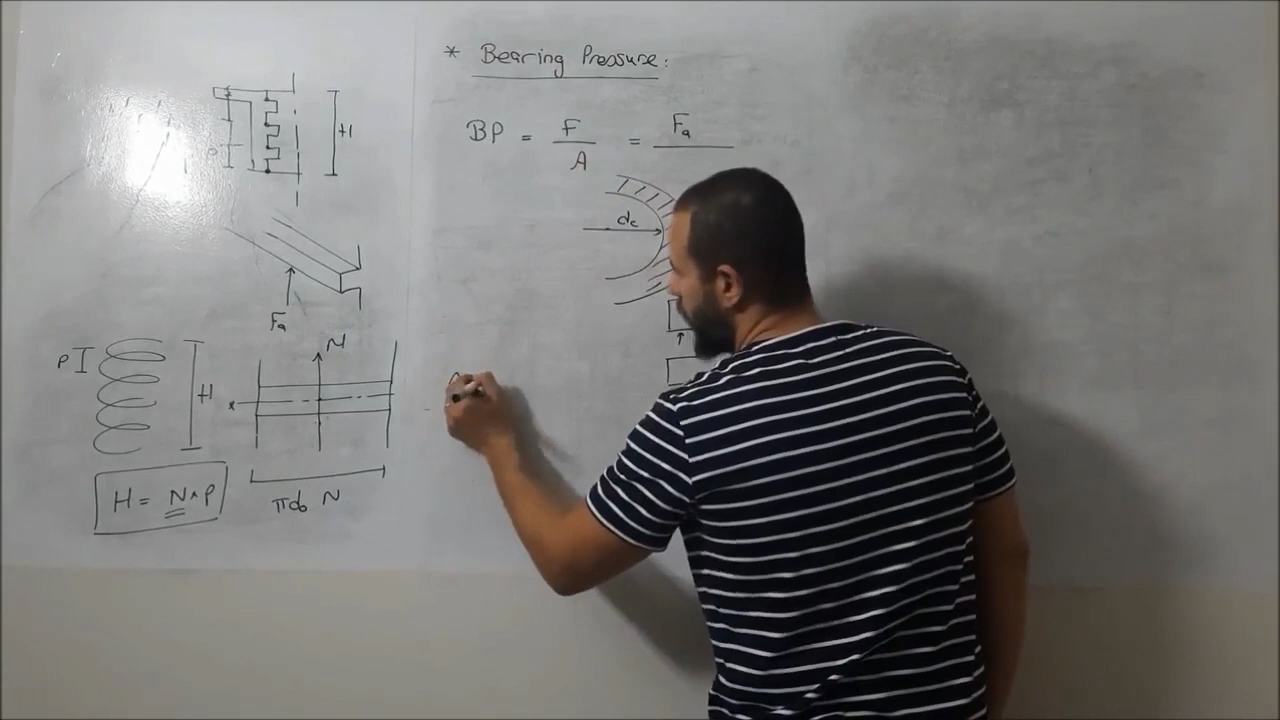 * Bearing Pressure:
BP = F/A = Fa
H
dc
Fa
P
H
N
x
H = N×P
πdo N